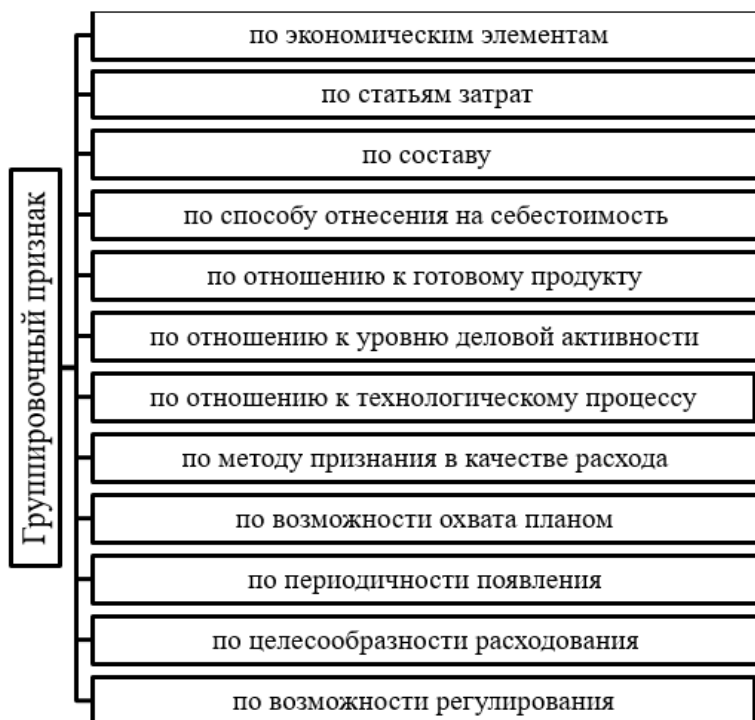 Группировочный признак
по экономическим элементам
по статьям затрат
по составу
по способу отнесения на себестоимость
по отношению к готовому продукту
по отношению к уровню деловой активности
по отношению к технологическому процессу
по методу признания в качестве расхода
по возможности охвата планом
по периодичности появления
по целесообразности расходования
по возможности регулирования